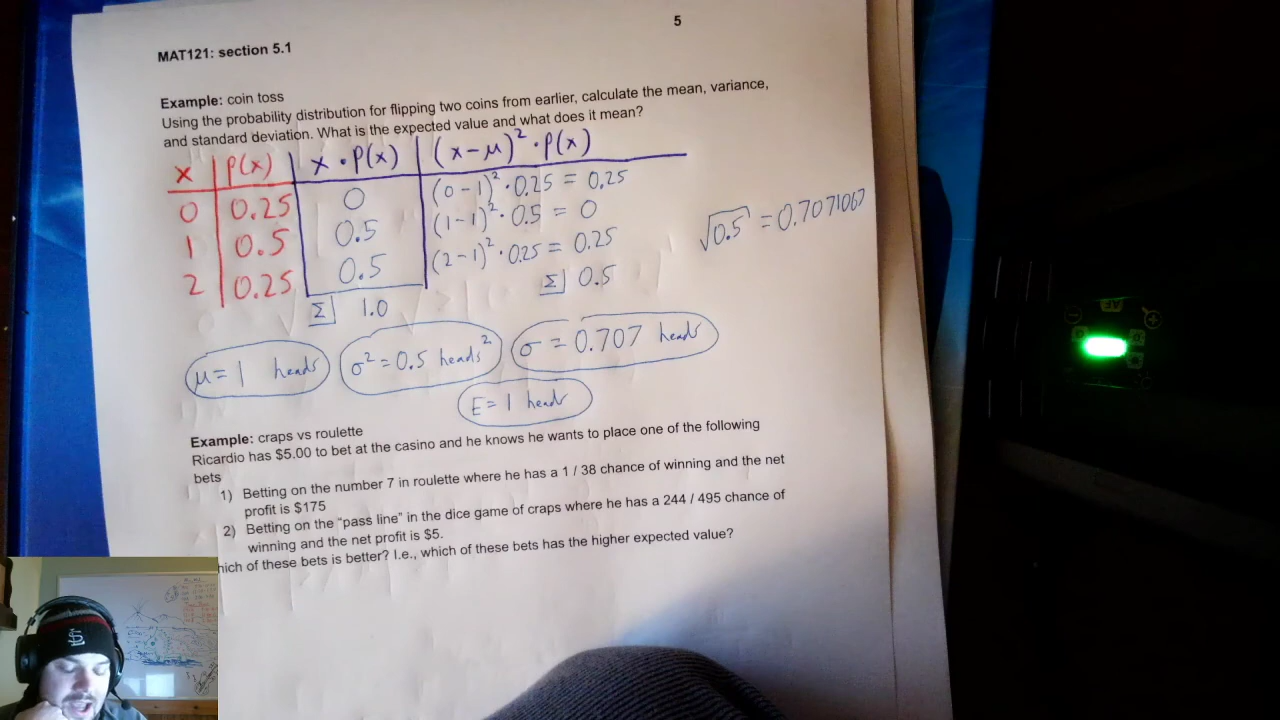 5
MAT121: section 5.1
Example: coin toss
Using the probability distribution for flipping two coins from earlier, calculate the mean, variance,
and standard deviation. What is the expected value and what does it mean?
x P(x) x • P(x) (x-μ)² • P(x)
0 0.25 0 (0-1)² • 0.25 = 0.25
1 0.5 0.5 (1-1)² • 0.5 = 0
2 0.25 0.5 (2-1)² • 0.25 = 0.25
√0.5 = 0.7071067
Σ 1.0 Σ 0.5
μ = 1 heads σ² = 0.5 heads² σ = 0.707 heads
E = 1 heads
Example: craps vs roulette
Ricardio has $5.00 to bet at the casino and he knows he wants to place one of the following
bets
1) Betting on the number 7 in roulette where he has a 1 / 38 chance of winning and the net
profit is $175
2) Betting on the “pass line” in the dice game of craps where he has a 244 / 495 chance of
winning and the net profit is $5.
hich of these bets is better? I.e., which of these bets has the higher expected value?
AF
STL